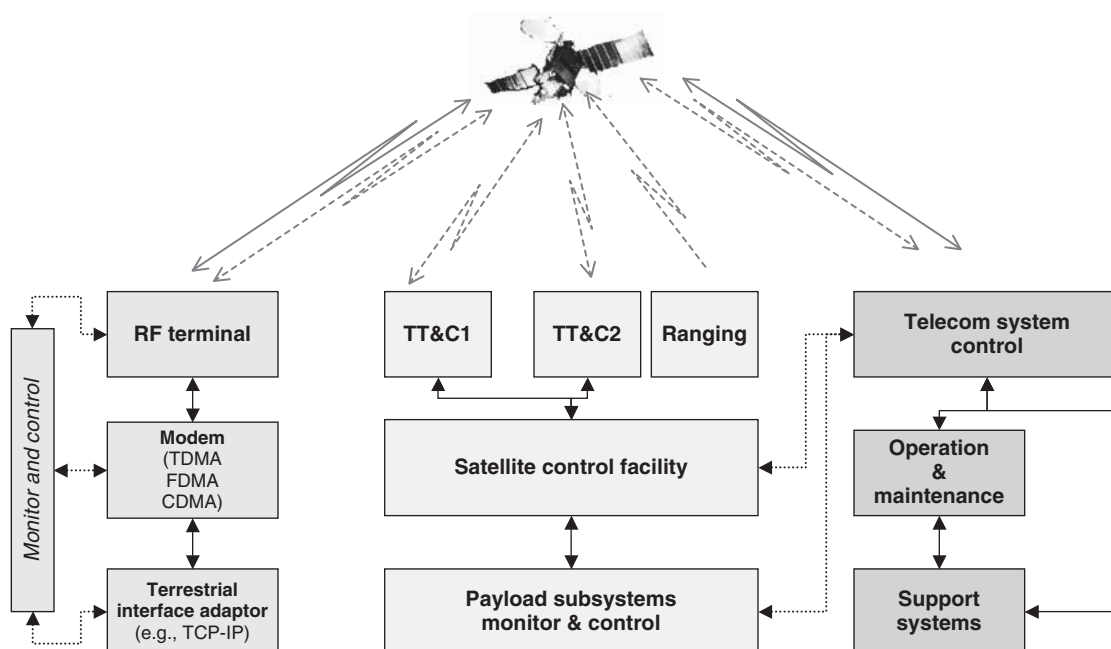 RF terminal
TT&C1
TT&C2
Ranging
Telecom system
control
Monitor and control
Modem
(TDMA
FDMA
CDMA)
Satellite control facility
Operation
&
maintenance
Terrestrial
interface adaptor
(e.g., TCP-IP)
Payload subsystems
monitor & control
Support
systems